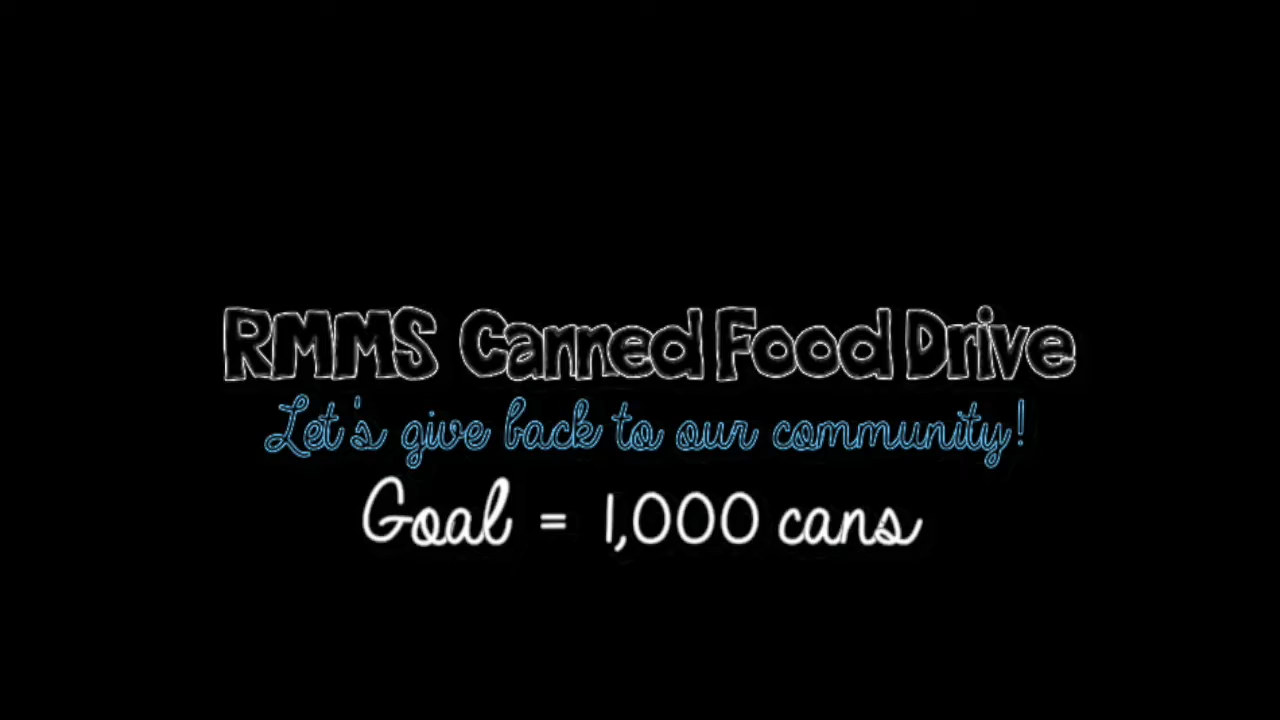 RMMS Canned Food Drive
Let's give back to our community!
Goal = 1,000 cans